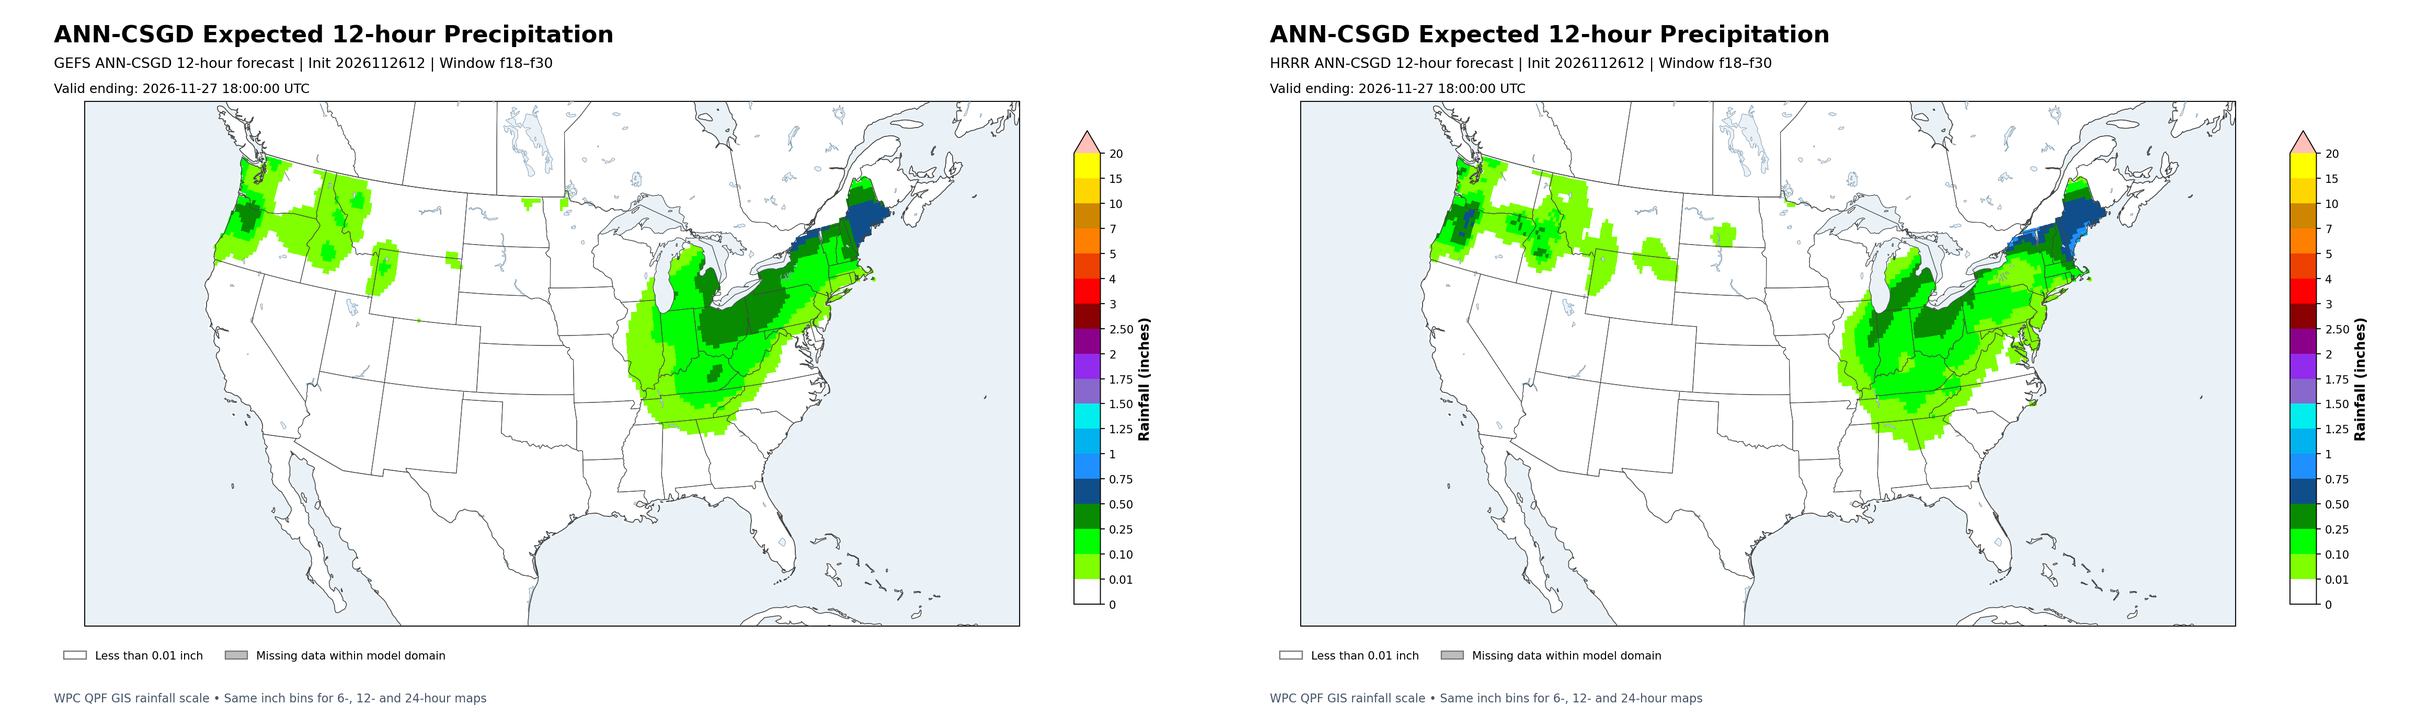 ANN-CSGD Expected 12-hour Precipitation
GEFS ANN-CSGD 12-hour forecast | Init 2026112612 | Window f18–f30
Valid ending: 2026-11-27 18:00:00 UTC
20
15
10
7
5
4
3
2.50
2
1.75
1.50
1.25
1
0.75
0.50
0.25
0.10
0.01
0
Rainfall (inches)
Less than 0.01 inch
Missing data within model domain
WPC QPF GIS rainfall scale • Same inch bins for 6-, 12- and 24-hour maps
ANN-CSGD Expected 12-hour Precipitation
HRRR ANN-CSGD 12-hour forecast | Init 2026112612 | Window f18–f30
Valid ending: 2026-11-27 18:00:00 UTC
20
15
10
7
5
4
3
2.50
2
1.75
1.50
1.25
1
0.75
0.50
0.25
0.10
0.01
0
Rainfall (inches)
Less than 0.01 inch
Missing data within model domain
WPC QPF GIS rainfall scale • Same inch bins for 6-, 12- and 24-hour maps